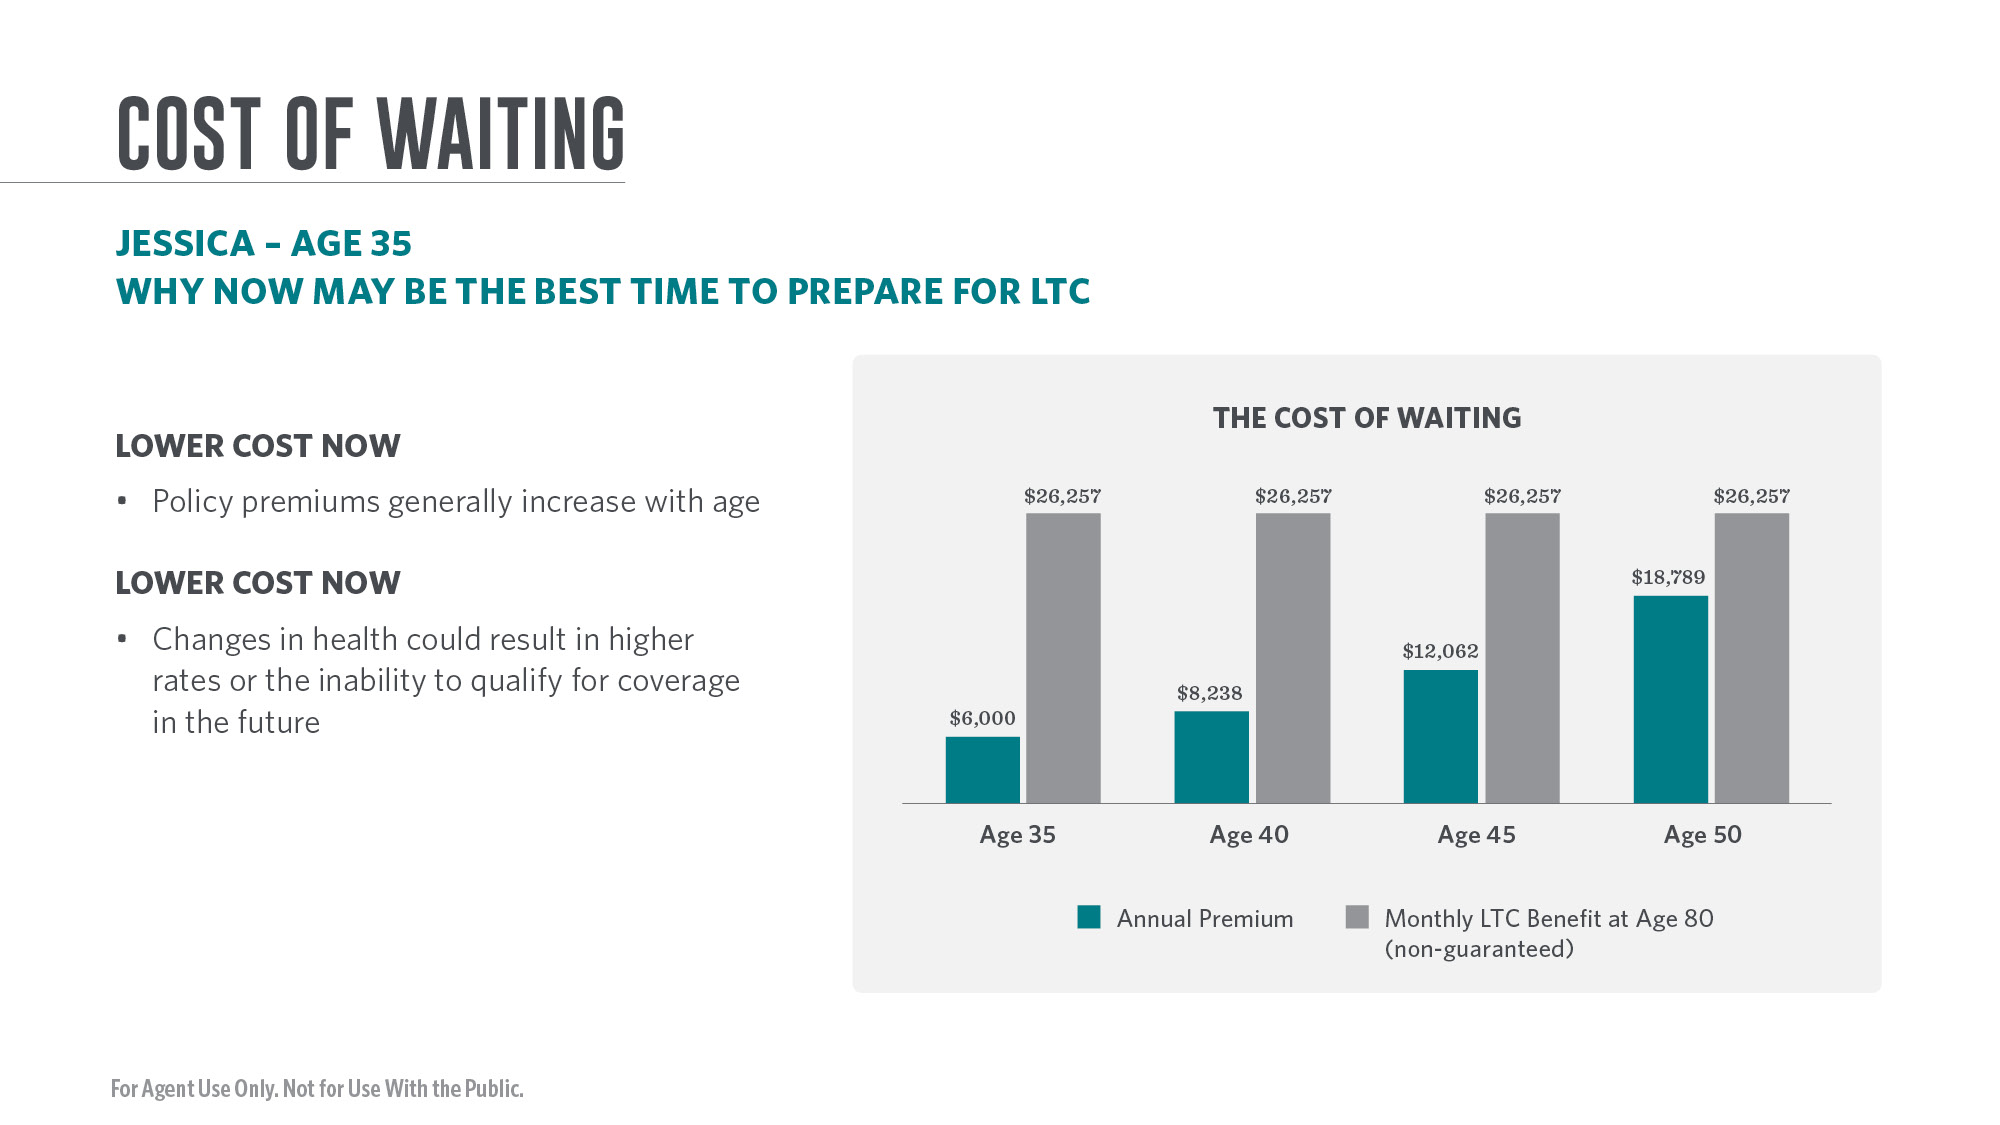 COST OF WAITING
JESSICA – AGE 35
WHY NOW MAY BE THE BEST TIME TO PREPARE FOR LTC
LOWER COST NOW
• Policy premiums generally increase with age
LOWER COST NOW
• Changes in health could result in higher
rates or the inability to qualify for coverage
in the future
THE COST OF WAITING
$26,257 $26,257 $26,257 $26,257
$18,789
$12,062
$8,238
$6,000
Age 35 Age 40 Age 45 Age 50
Annual Premium Monthly LTC Benefit at Age 80
(non-guaranteed)
For Agent Use Only. Not for Use With the Public.